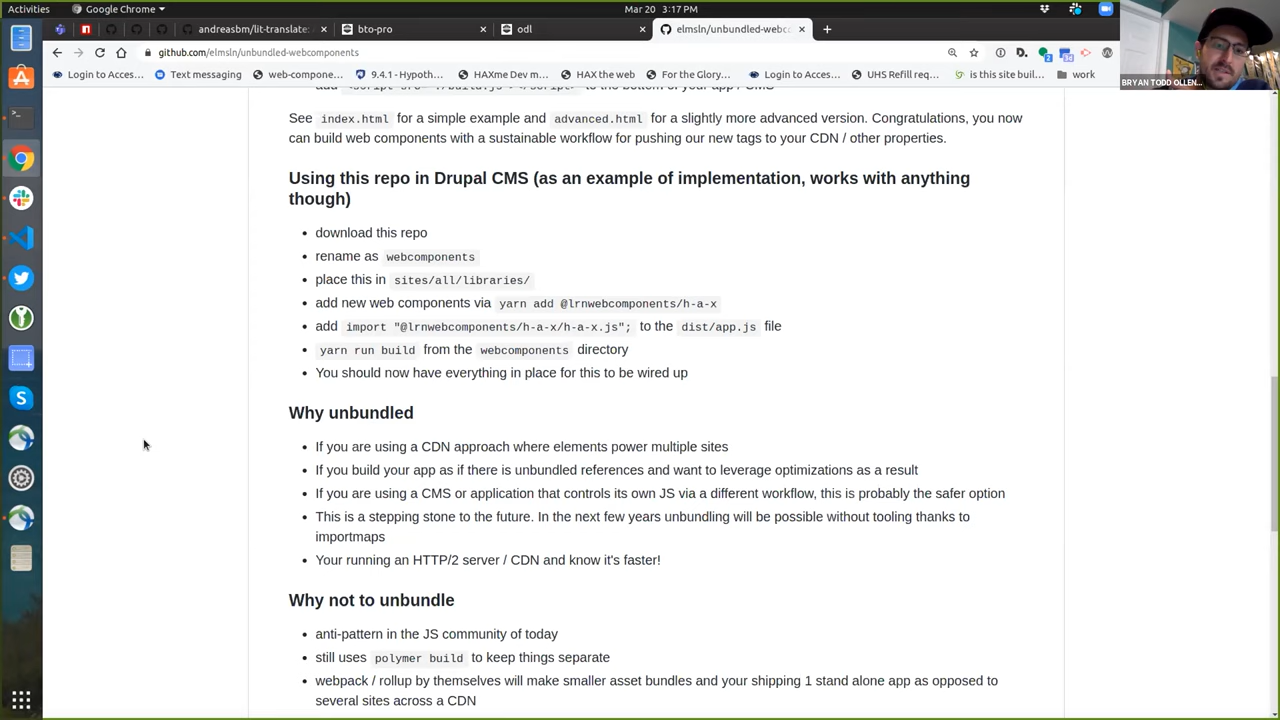 Activities
Google Chrome
Mar 20 3:17 PM
andreasbm/lit-translate:
bto-pro
odl
elmsln/unbundled-webc
github.com/elmsln/unbundled-webcomponents
Login to Acces...
Text messaging
web-compone...
9.4.1 - Hypoth...
HAXme Dev m...
HAX the web
For the Glory...
Login to Acces...
UHS Refill req...
is this site buil...
work
BRYAN TODD OLLEN...
add <script src="./build.js"></script> to the bottom of your app / CMS
See index.html for a simple example and advanced.html for a slightly more advanced version. Congratulations, you now
can build web components with a sustainable workflow for pushing our new tags to your CDN / other properties.
Using this repo in Drupal CMS (as an example of implementation, works with anything
though)
• download this repo
• rename as webcomponents
• place this in sites/all/libraries/
• add new web components via yarn add @lrnwebcomponents/h-a-x
• add import "@lrnwebcomponents/h-a-x/h-a-x.js"; to the dist/app.js file
• yarn run build from the webcomponents directory
• You should now have everything in place for this to be wired up
Why unbundled
• If you are using a CDN approach where elements power multiple sites
• If you build your app as if there is unbundled references and want to leverage optimizations as a result
• If you are using a CMS or application that controls its own JS via a different workflow, this is probably the safer option
• This is a stepping stone to the future. In the next few years unbundling will be possible without tooling thanks to
importmaps
• Your running an HTTP/2 server / CDN and know it's faster!
Why not to unbundle
• anti-pattern in the JS community of today
• still uses polymer build to keep things separate
• webpack / rollup by themselves will make smaller asset bundles and your shipping 1 stand alone app as opposed to
several sites across a CDN